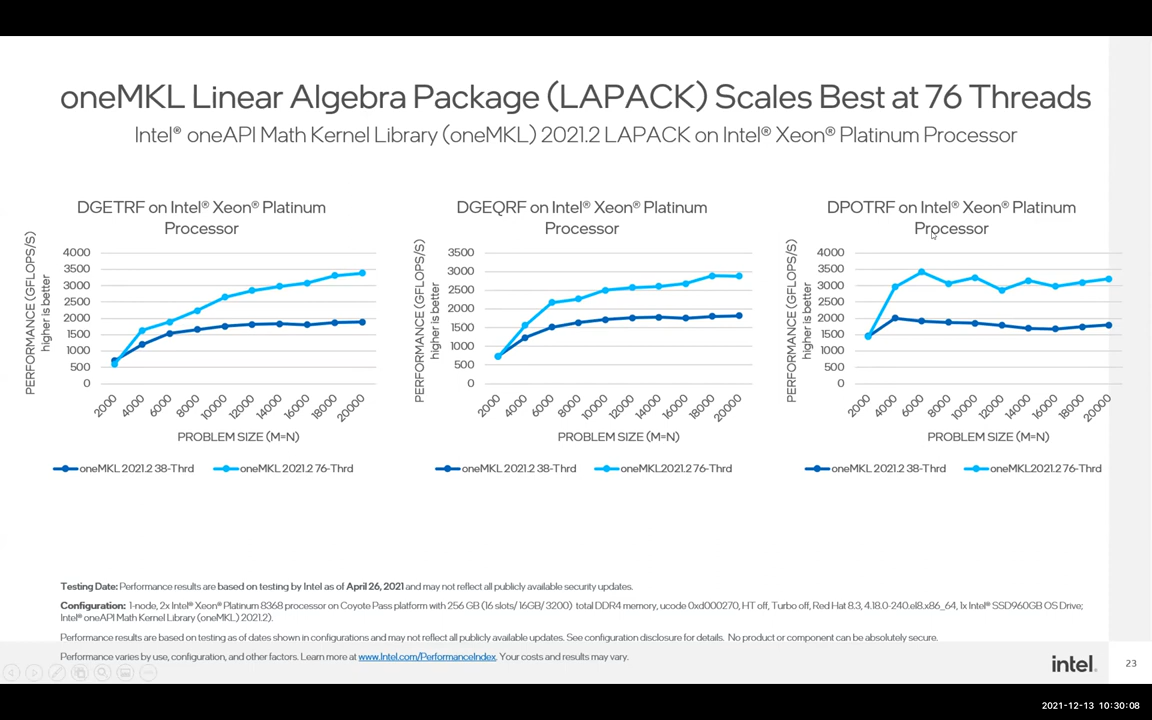 oneMKL Linear Algebra Package (LAPACK) Scales Best at 76 Threads
Intel® oneAPI Math Kernel Library (oneMKL) 2021.2 LAPACK on Intel® Xeon® Platinum Processor
DGETRF on Intel® Xeon® Platinum
Processor
PERFORMANCE (GFLOPS/S)
higher is better
4000
3500
3000
2500
2000
1500
1000
500
0
2000
4000
6000
8000
10000
12000
14000
16000
18000
20000
PROBLEM SIZE (M=N)
oneMKL 2021.2 38-Thrd
oneMKL 2021.2 76-Thrd
DGEQRF on Intel® Xeon® Platinum
Processor
PERFORMANCE (GFLOPS/S)
higher is better
3500
3000
2500
2000
1500
1000
500
0
2000
4000
6000
8000
10000
12000
14000
16000
18000
20000
PROBLEM SIZE (M=N)
oneMKL 2021.2 38-Thrd
oneMKL2021.2 76-Thrd
DPOTRF on Intel® Xeon® Platinum
Processor
PERFORMANCE (GFLOPS/S)
higher is better
4000
3500
3000
2500
2000
1500
1000
500
0
2000
4000
6000
8000
10000
12000
14000
16000
18000
20000
PROBLEM SIZE (M=N)
oneMKL 2021.2 38-Thrd
oneMKL2021.2 76-Thrd
Testing Date: Performance results are based on testing by Intel as of April 26, 2021 and may not reflect all publicly available security updates.
Configuration: 1-node, 2x Intel® Xeon® Platinum 8368 processor on Coyote Pass platform with 256 GB (16 slots/ 16GB/ 3200) total DDR4 memory, ucode 0xd000270, HT off, Turbo off, Red Hat 8.3, 4.18.0-240.el8.x86_64, 1x Intel® SSD960GB OS Drive;
Intel® oneAPI Math Kernel Library (oneMKL) 2021.2).
Performance results are based on testing as of dates shown in configurations and may not reflect all publicly available updates. See configuration disclosure for details. No product or component can be absolutely secure.
Performance varies by use, configuration, and other factors. Learn more at www.Intel.com/PerformanceIndex. Your costs and results may vary.
intel.
23
2021-12-13 10:30:08